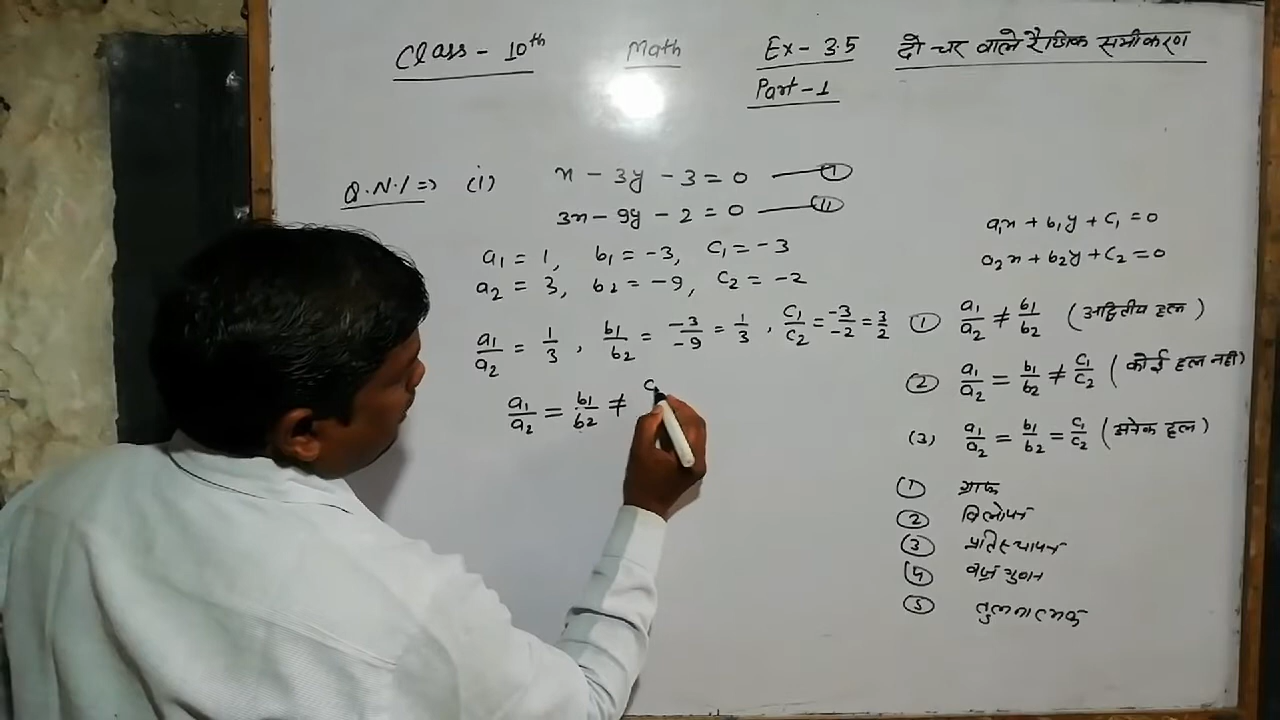 Class - 10th Math Ex - 3.5 दो चर वाले रैखिक समीकरण
Part - 1
Q.N.1 => (i) x - 3y - 3 = 0 — (I)
3x - 9y - 2 = 0 — (II)
a₁ = 1, b₁ = -3, c₁ = -3
a₂ = 3, b₂ = -9, c₂ = -2
a₁/a₂ = 1/3, b₁/b₂ = -3/-9 = 1/3, c₁/c₂ = -3/-2 = 3/2
a₁/a₂ = b₁/b₂ ≠ c
a₁x + b₁y + c₁ = 0
a₂x + b₂y + c₂ = 0
① a₁/a₂ ≠ b₁/b₂ (अद्वितीय हल)
② a₁/a₂ = b₁/b₂ ≠ c₁/c₂ (कोई हल नहीं)
(3) a₁/a₂ = b₁/b₂ = c₁/c₂ (अनेक हल)
① ग्राफ
② विलोपन
③ प्रतिस्थापन
④ वज्र गुणन
⑤ तुलनात्मक